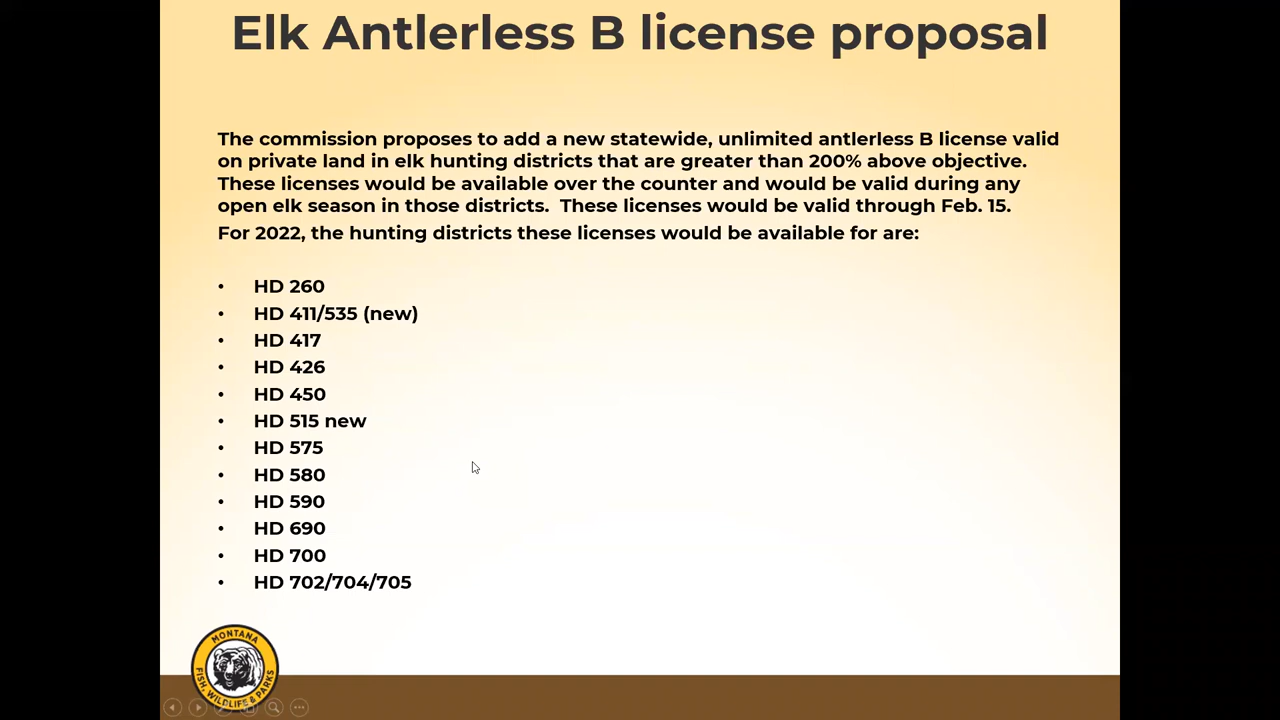 Elk Antlerless B license proposal
The commission proposes to add a new statewide, unlimited antlerless B license valid
on private land in elk hunting districts that are greater than 200% above objective.
These licenses would be available over the counter and would be valid during any
open elk season in those districts.  These licenses would be valid through Feb. 15.
For 2022, the hunting districts these licenses would be available for are:
• HD 260
• HD 411/535 (new)
• HD 417
• HD 426
• HD 450
• HD 515 new
• HD 575
• HD 580
• HD 590
• HD 690
• HD 700
• HD 702/704/705
MONTANA
FISH, WILDLIFE & PARKS